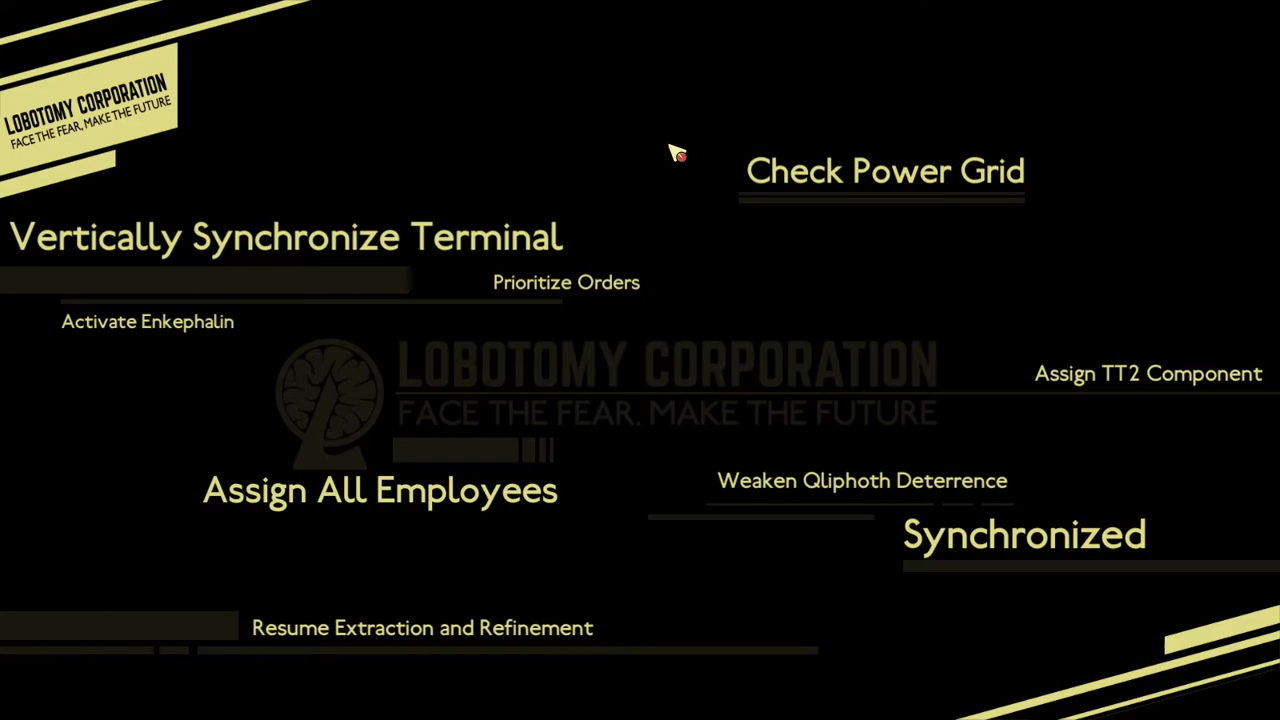 LOBOTOMY CORPORATION
FACE THE FEAR, MAKE THE FUTURE
Check Power Grid
Vertically Synchronize Terminal
Prioritize Orders
Activate Enkephalin
LOBOTOMY CORPORATION
FACE THE FEAR, MAKE THE FUTURE
Assign TT2 Component
Assign All Employees
Weaken Qliphoth Deterrence
Synchronized
Resume Extraction and Refinement